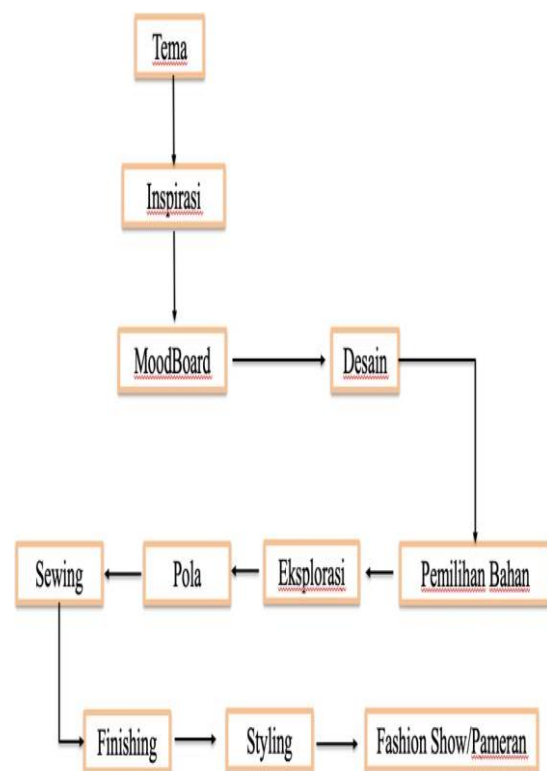 Tema
Inspirasi
MoodBoard
Desain
Sewing
Pola
Eksplorasi
Pemilihan Bahan
Finishing
Styling
Fashion Show/Pameran